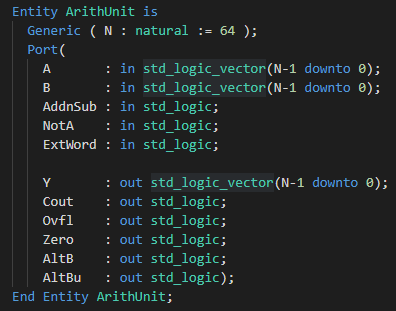 Entity ArithUnit is
Generic ( N : natural := 64 );
Port(
A : in std_logic_vector(N-1 downto 0);
B : in std_logic_vector(N-1 downto 0);
AddnSub : in std_logic;
NotA : in std_logic;
ExtWord : in std_logic;
Y : out std_logic_vector(N-1 downto 0);
Cout : out std_logic;
Ovfl : out std_logic;
Zero : out std_logic;
AltB : out std_logic;
AltBu : out std_logic);
End Entity ArithUnit;